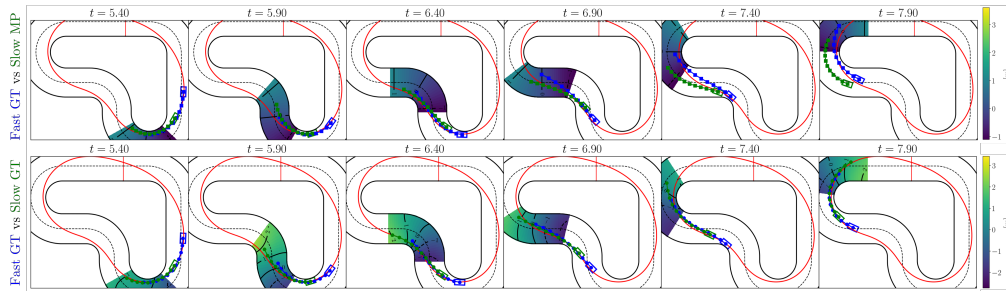 t = 5.40 t = 5.90 t = 6.40 t = 6.90 t = 7.40 t = 7.90
Fast GT vs Slow MP
3
2
1
0
−1
t = 5.40 t = 5.90 t = 6.40 t = 6.90 t = 7.40 t = 7.90
Fast GT vs Slow GT
3
2
1
0
−1
−2